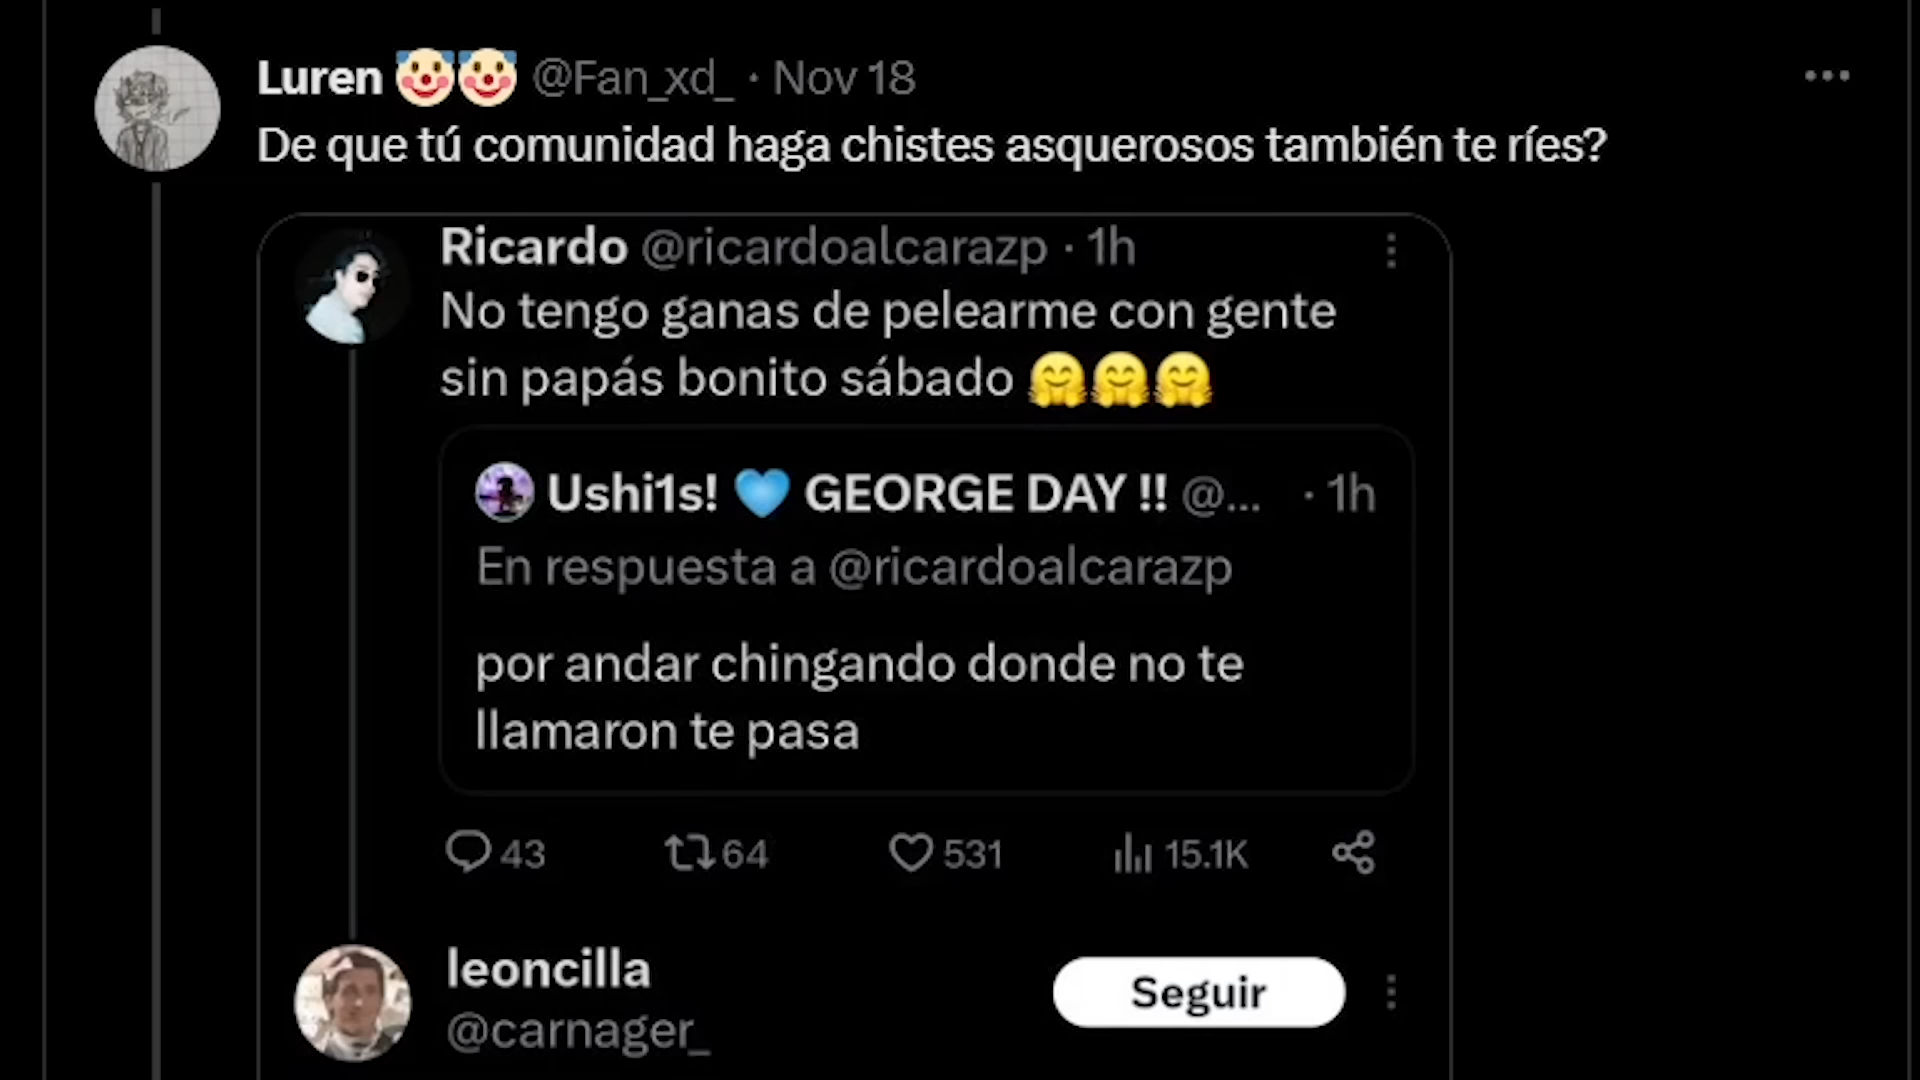 Luren 🤡🤡 @Fan_xd_ · Nov 18
De que tú comunidad haga chistes asquerosos también te ríes?
Ricardo @ricardoalcarazp · 1h
No tengo ganas de pelearme con gente
sin papás bonito sábado 🤗🤗🤗
Ushi1s! 💙 GEORGE DAY !! @... · 1h
En respuesta a @ricardoalcarazp
por andar chingando donde no te
llamaron te pasa
43 64 531 15.1K
leoncilla
Seguir
@carnager_